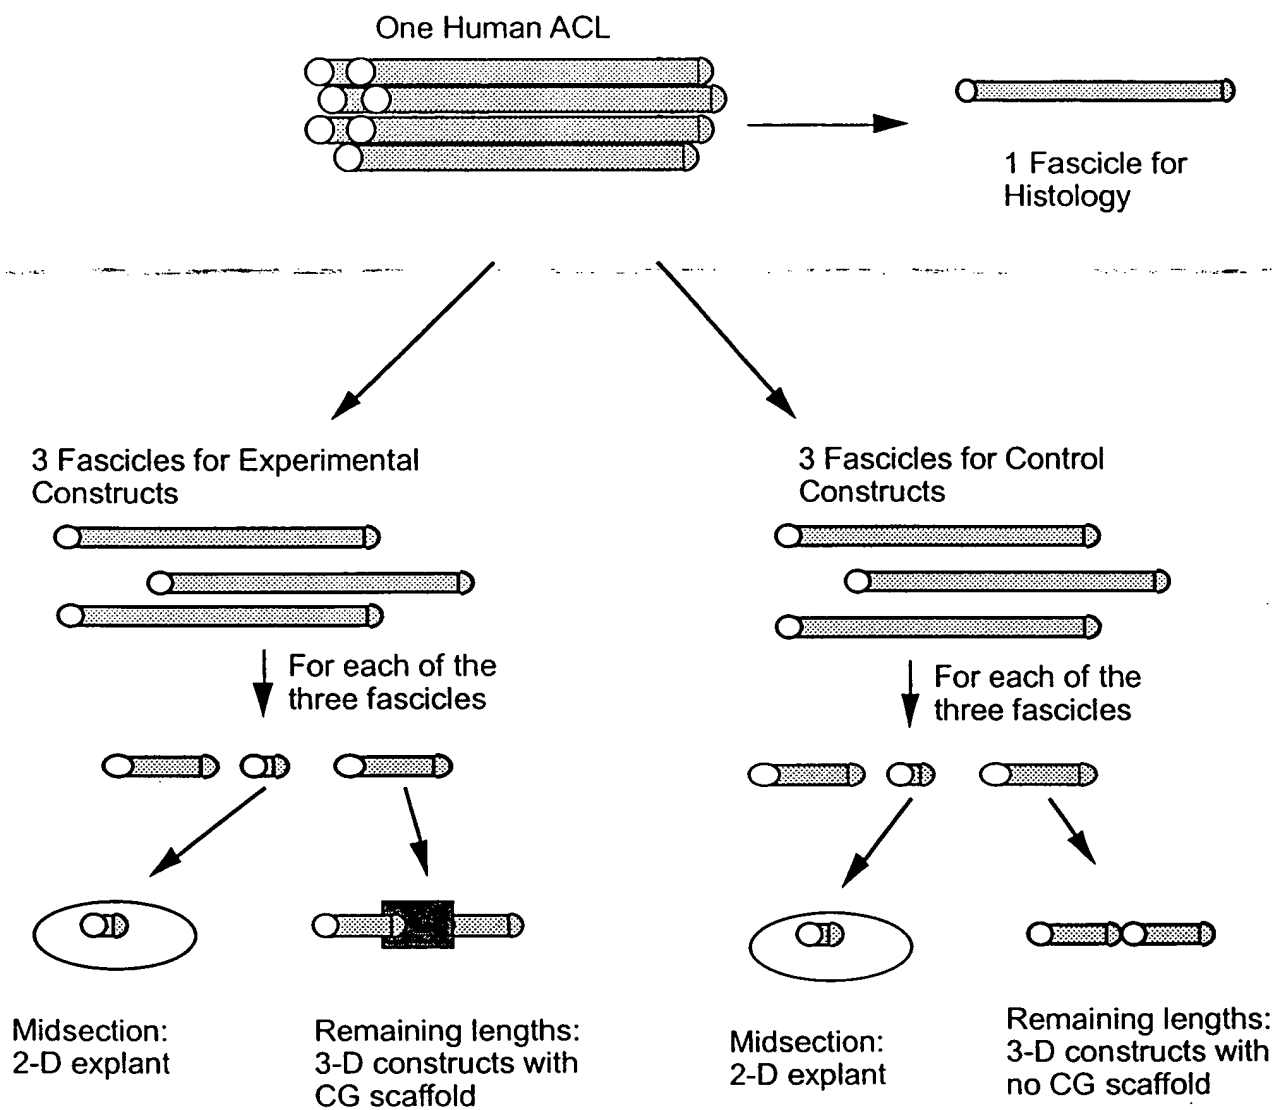 One Human ACL
1 Fascicle for
Histology
3 Fascicles for Experimental
Constructs
3 Fascicles for Control
Constructs
For each of the
three fascicles
For each of the
three fascicles
Midsection:
2-D explant
Remaining lengths:
3-D constructs with
CG scaffold
Midsection:
2-D explant
Remaining lengths:
3-D constructs with
no CG scaffold